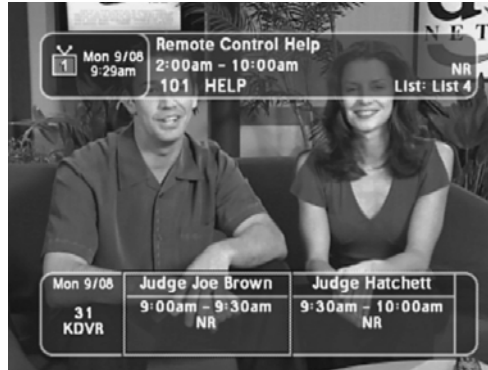 N E T
1
Mon 9/08
9:29am
Remote Control Help
2:00am - 10:00am
NR
101 HELP
List: List 4
Mon 9/08
31
KDVR
Judge Joe Brown
9:00am - 9:30am
NR
Judge Hatchett
9:30am - 10:00am
NR